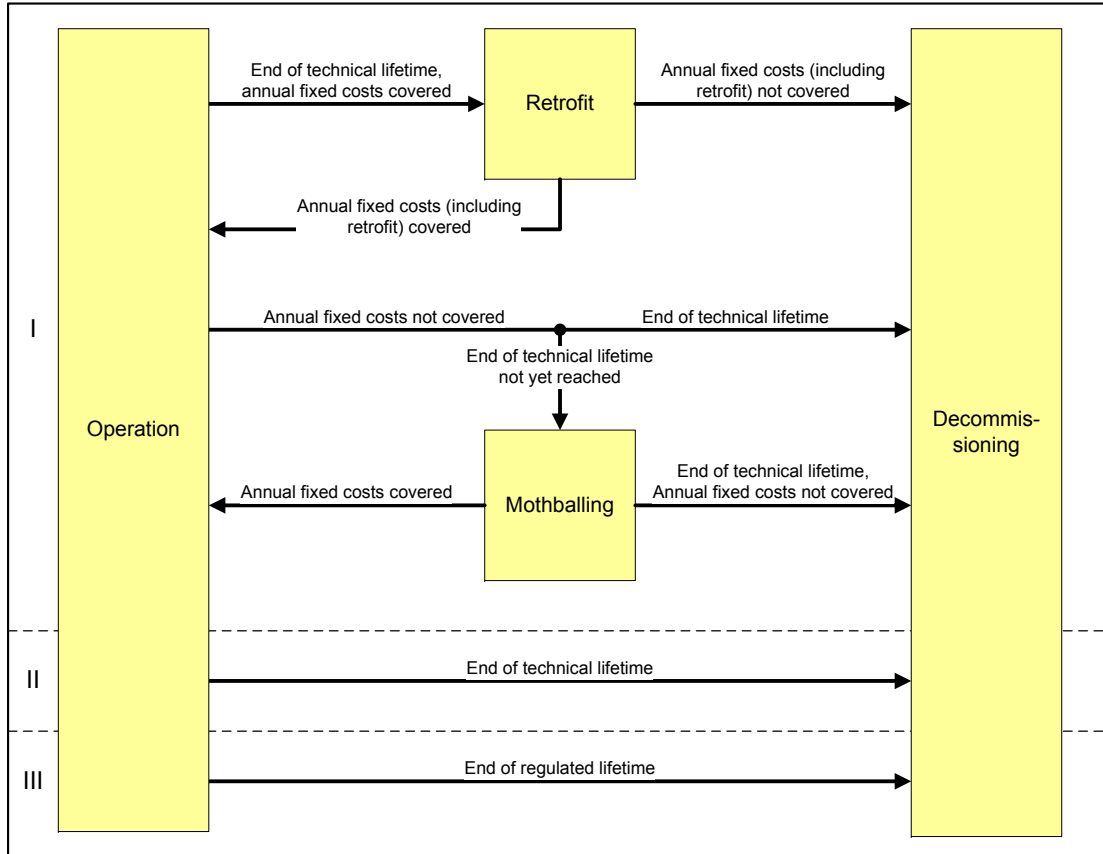 End of technical lifetime,
annual fixed costs covered
Retrofit
Annual fixed costs (including
retrofit) not covered
Annual fixed costs (including
retrofit) covered
I
Annual fixed costs not covered
End of technical lifetime
End of technical lifetime
not yet reached
Operation
Decommis-
sioning
Annual fixed costs covered
Mothballing
End of technical lifetime,
Annual fixed costs not covered
II
End of technical lifetime
III
End of regulated lifetime